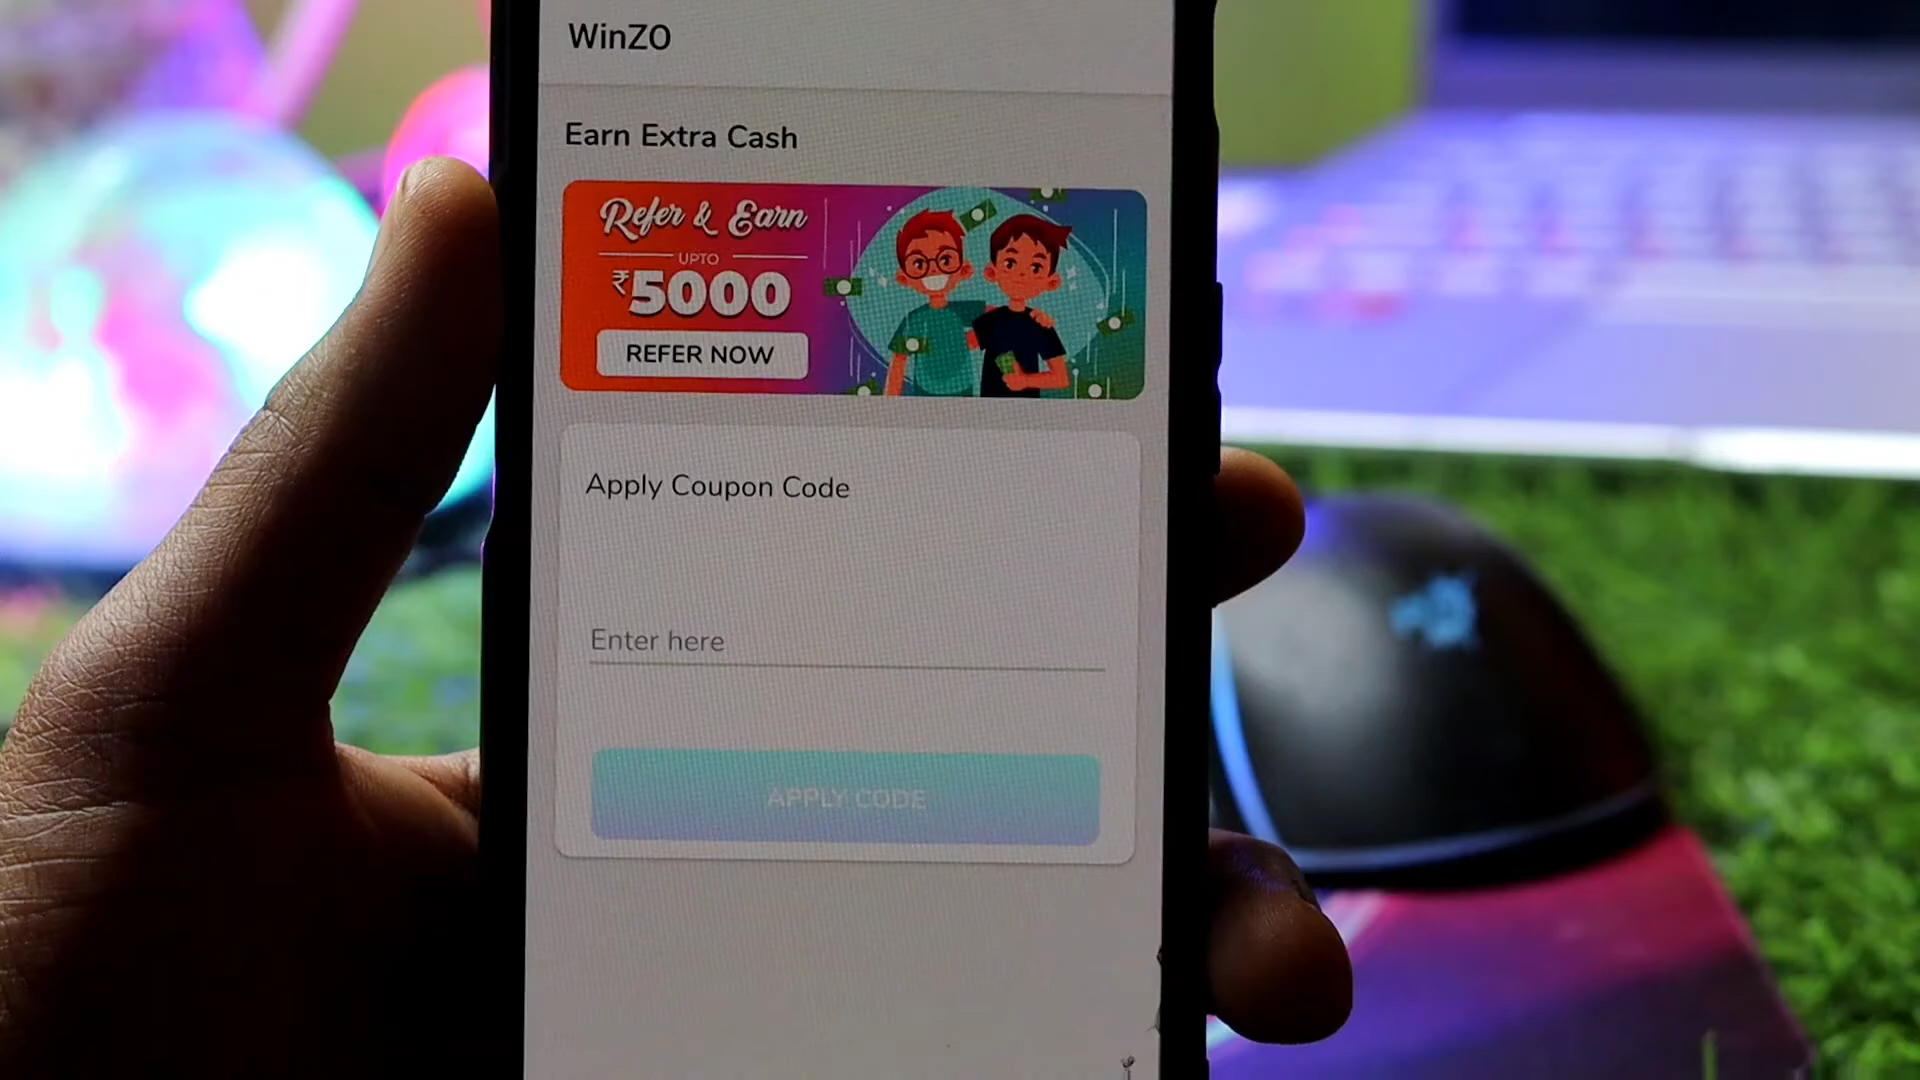 WinZO
Earn Extra Cash
Refer & Earn
UPTO
₹5000
REFER NOW
Apply Coupon Code
Enter here
APPLY CODE